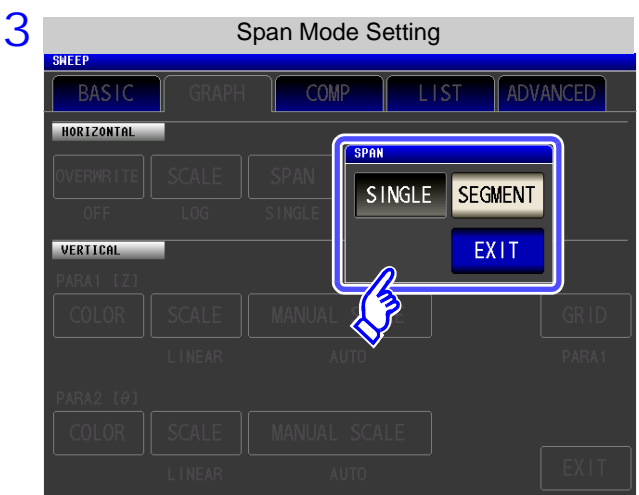 3
Span Mode Setting
SWEEP
BASIC GRAPH COMP LIST ADVANCED
HORIZONTAL
OVERWRITE SCALE SPAN
OFF LOG SINGLE
SPAN
SINGLE SEGMENT
EXIT
VERTICAL
PARA1 [Z]
COLOR SCALE MANUAL SCALE GRID
LINEAR AUTO PARA1
PARA2 [θ]
COLOR SCALE MANUAL SCALE
LINEAR AUTO
EXIT